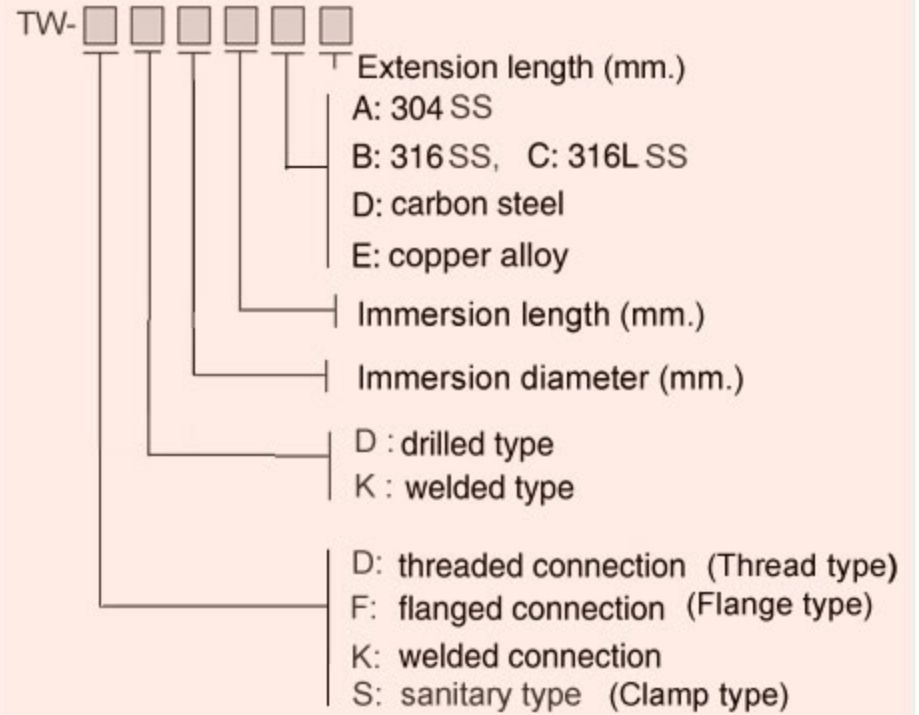 TW-
Extension length (mm.)
A: 304 SS
B: 316 SS, C: 316L SS
D: carbon steel
E: copper alloy
Immersion length (mm.)
Immersion diameter (mm.)
D : drilled type
K : welded type
D: threaded connection (Thread type)
F: flanged connection (Flange type)
K: welded connection
S: sanitary type (Clamp type)